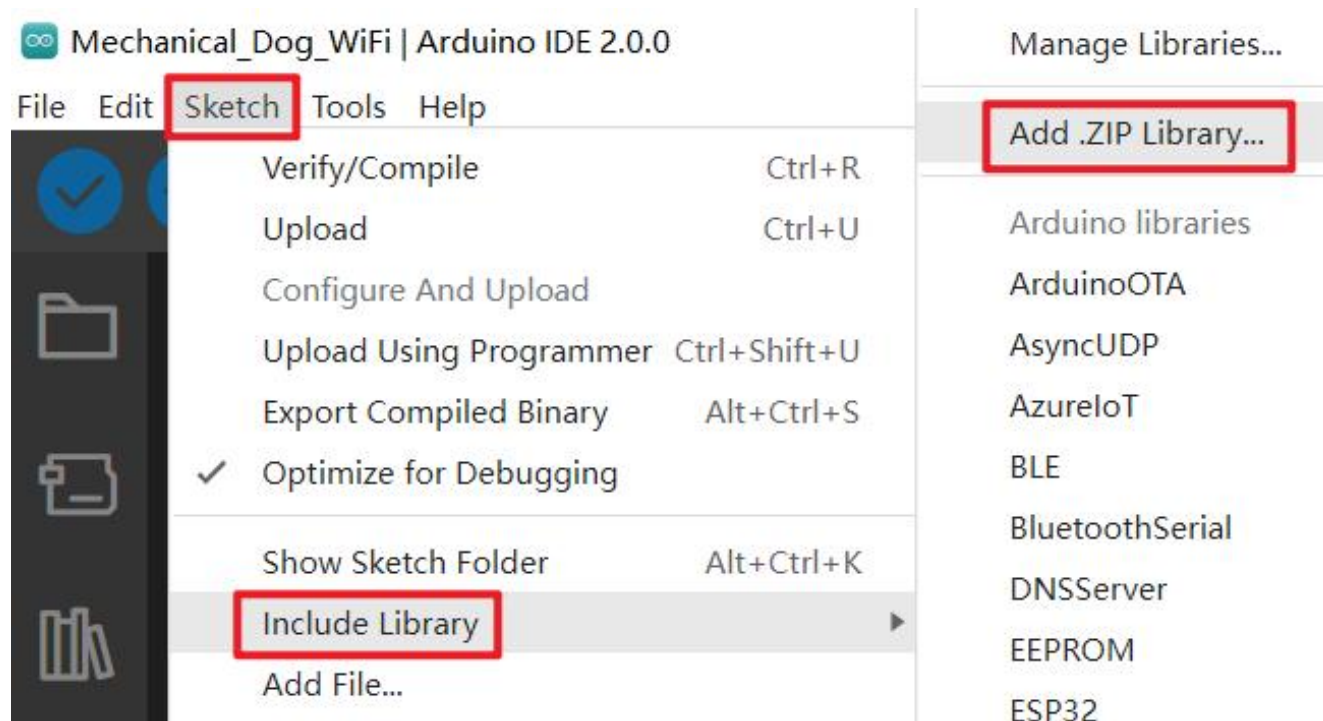 Mechanical_Dog_WiFi | Arduino IDE 2.0.0
File Edit Sketch Tools Help
Verify/Compile Ctrl+R
Upload Ctrl+U
Configure And Upload
Upload Using Programmer Ctrl+Shift+U
Export Compiled Binary Alt+Ctrl+S
✓ Optimize for Debugging
Show Sketch Folder Alt+Ctrl+K
Include Library
Add File...
Manage Libraries...
Add .ZIP Library...
Arduino libraries
ArduinoOTA
AsyncUDP
AzureIoT
BLE
BluetoothSerial
DNSServer
EEPROM
ESP32